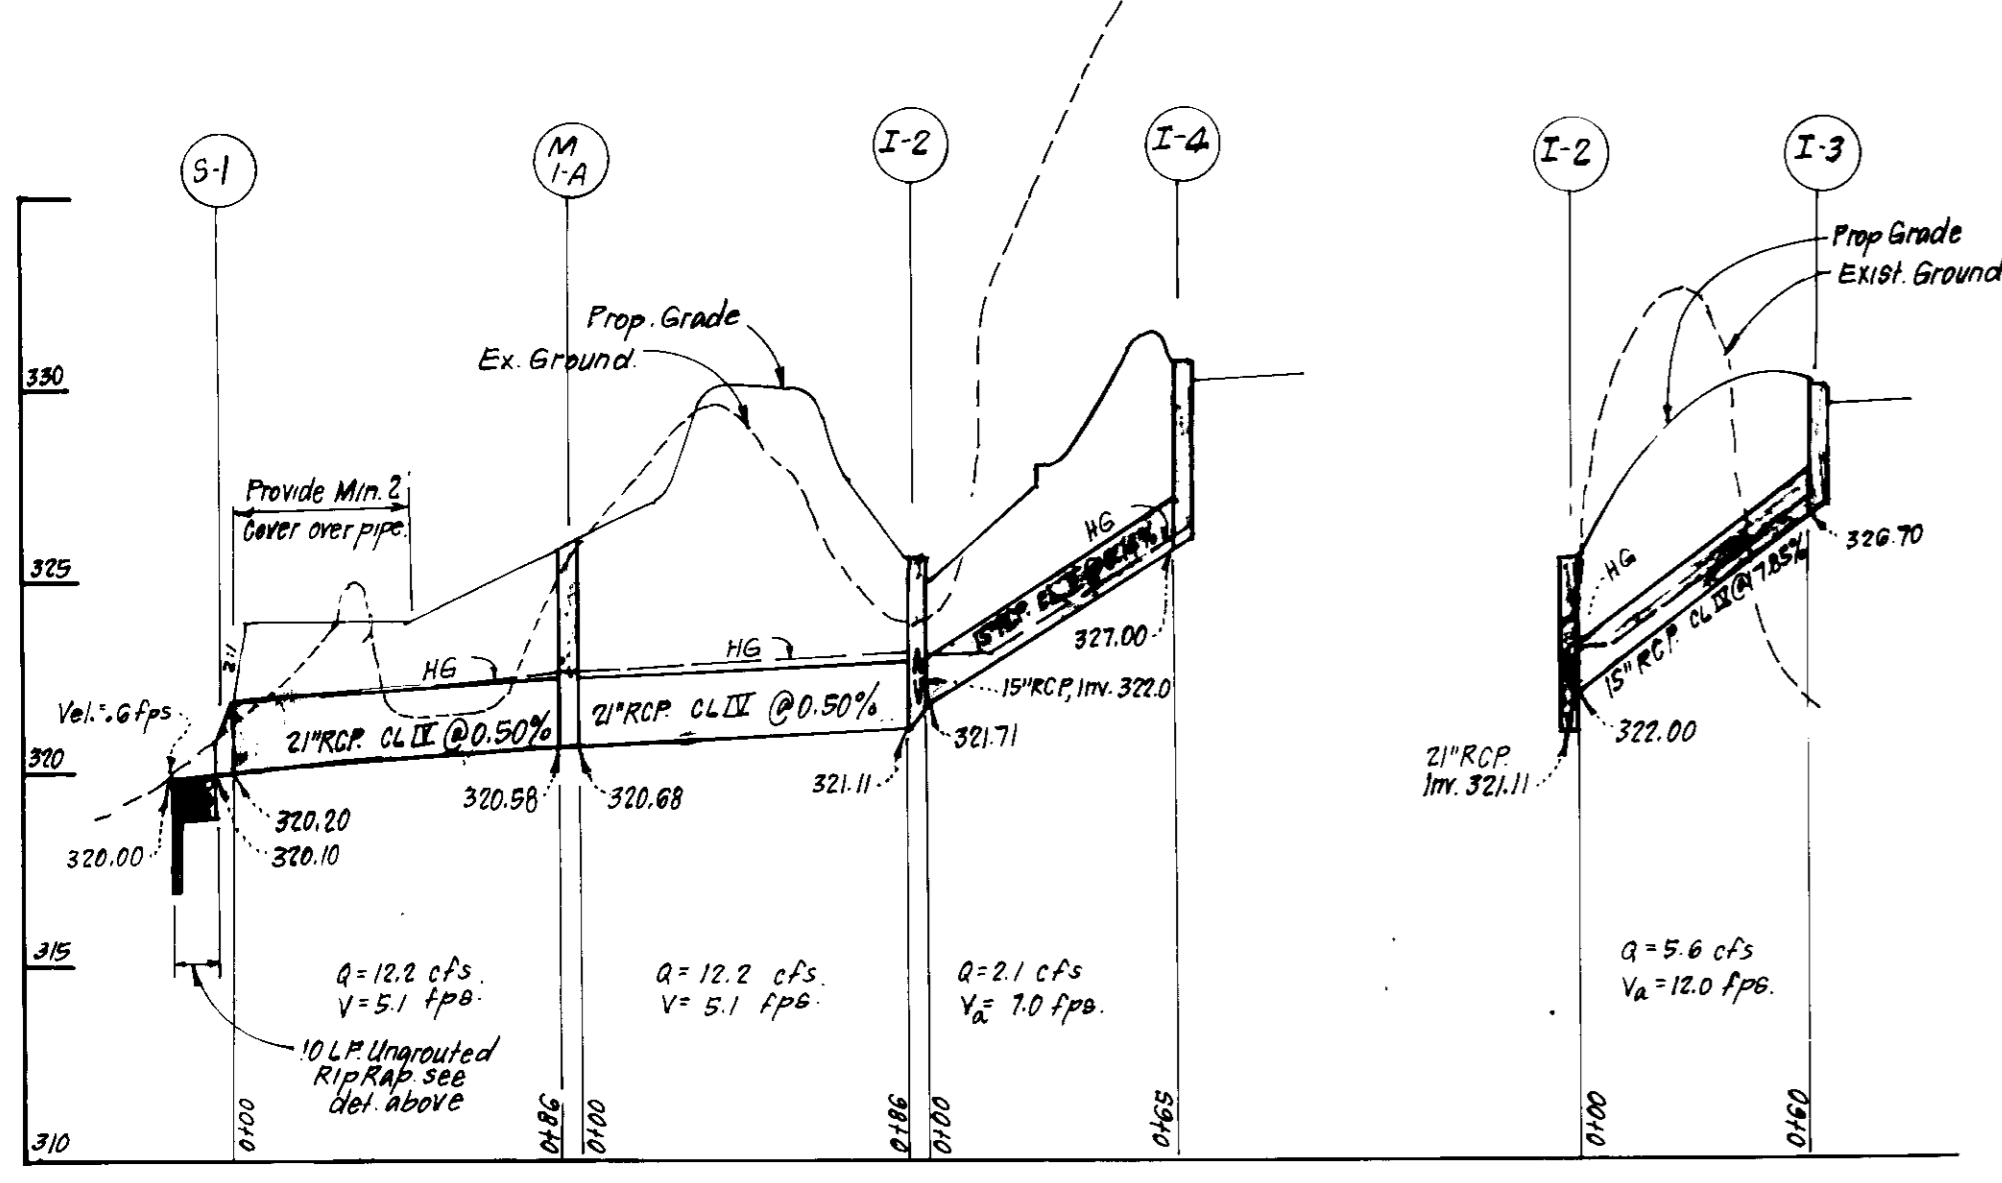 S-1
M
1-A
I-2
I-4
I-2
I-3
Prop Grade
Exist. Ground
Prop. Grade
Ex. Ground.
330
Provide Min. 2
Cover over pipe.
325
HG
HG
HG
HG
326.70
327.00
2:1
15" RCP. CL IV @ 7.85%
Vel.=.6fps
21"RCP. CL IV @0.50%
21"RCP. CL IV @0.50%
15"RCP, Inv. 322.0
321.71
322.00
21"RCP.
Inv. 321.11
320
320.58
320.68
321.11
320.20
320.10
320.00
315
Q = 12.2 cfs.
V = 5.1 fps.
Q = 12.2 cfs.
V = 5.1 fps.
Q = 2.1 cfs
Va = 7.0 fps.
Q = 5.6 cfs
Va = 12.0 fps.
10 L.F. Ungrouted
Rip Rap. see
det. above
310
0+00
0+86
0+00
0+86
0+00
0+65
0+00
0+60